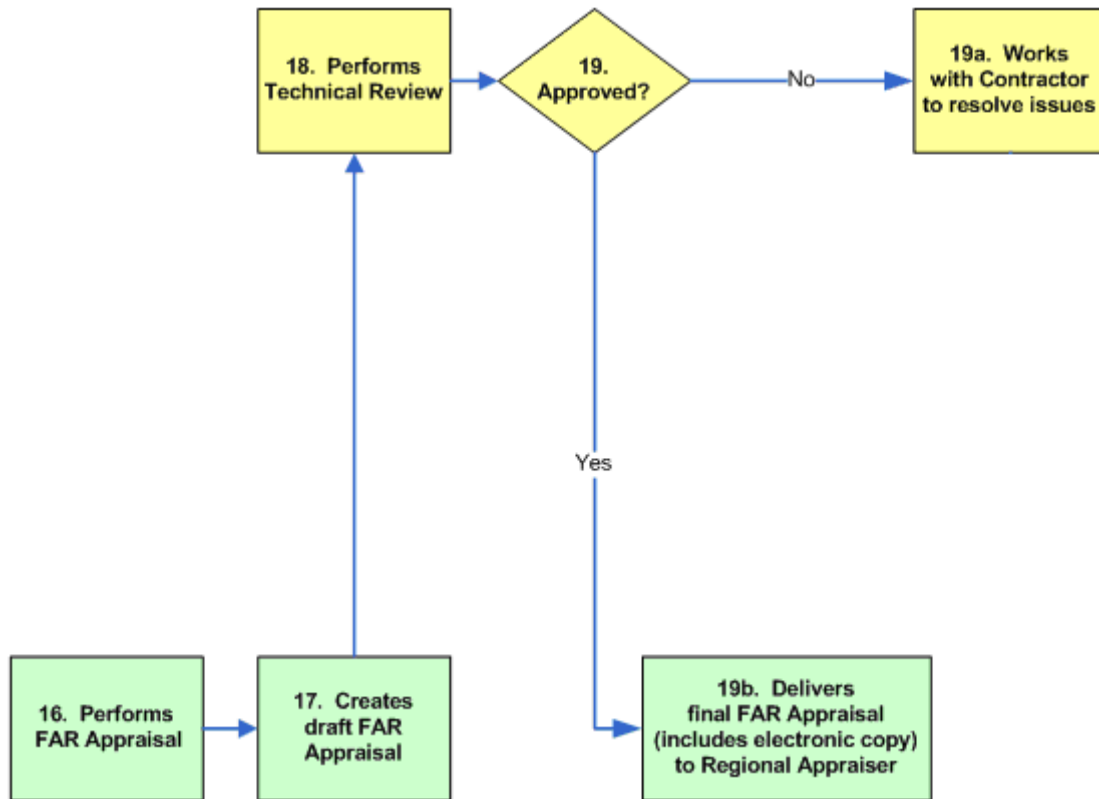 18.  Performs
Technical Review
19.
Approved?
No
19a.  Works
with Contractor
to resolve issues
Yes
16.  Performs
FAR Appraisal
17.  Creates
draft FAR
Appraisal
19b.  Delivers
final FAR Appraisal
(includes electronic copy)
to Regional Appraiser